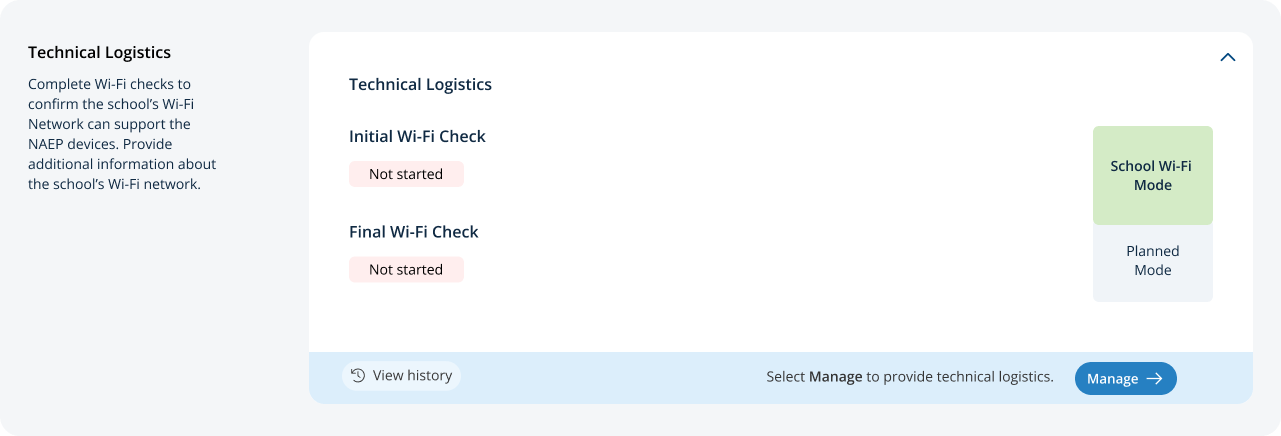 Technical Logistics
Complete Wi-Fi checks to
confirm the school's Wi-Fi
Network can support the
NAEP devices. Provide
additional information about
the school's Wi-Fi network.
Technical Logistics
Initial Wi-Fi Check
Not started
Final Wi-Fi Check
Not started
School Wi-Fi
Mode
Planned
Mode
View history
Select Manage to provide technical logistics.
Manage